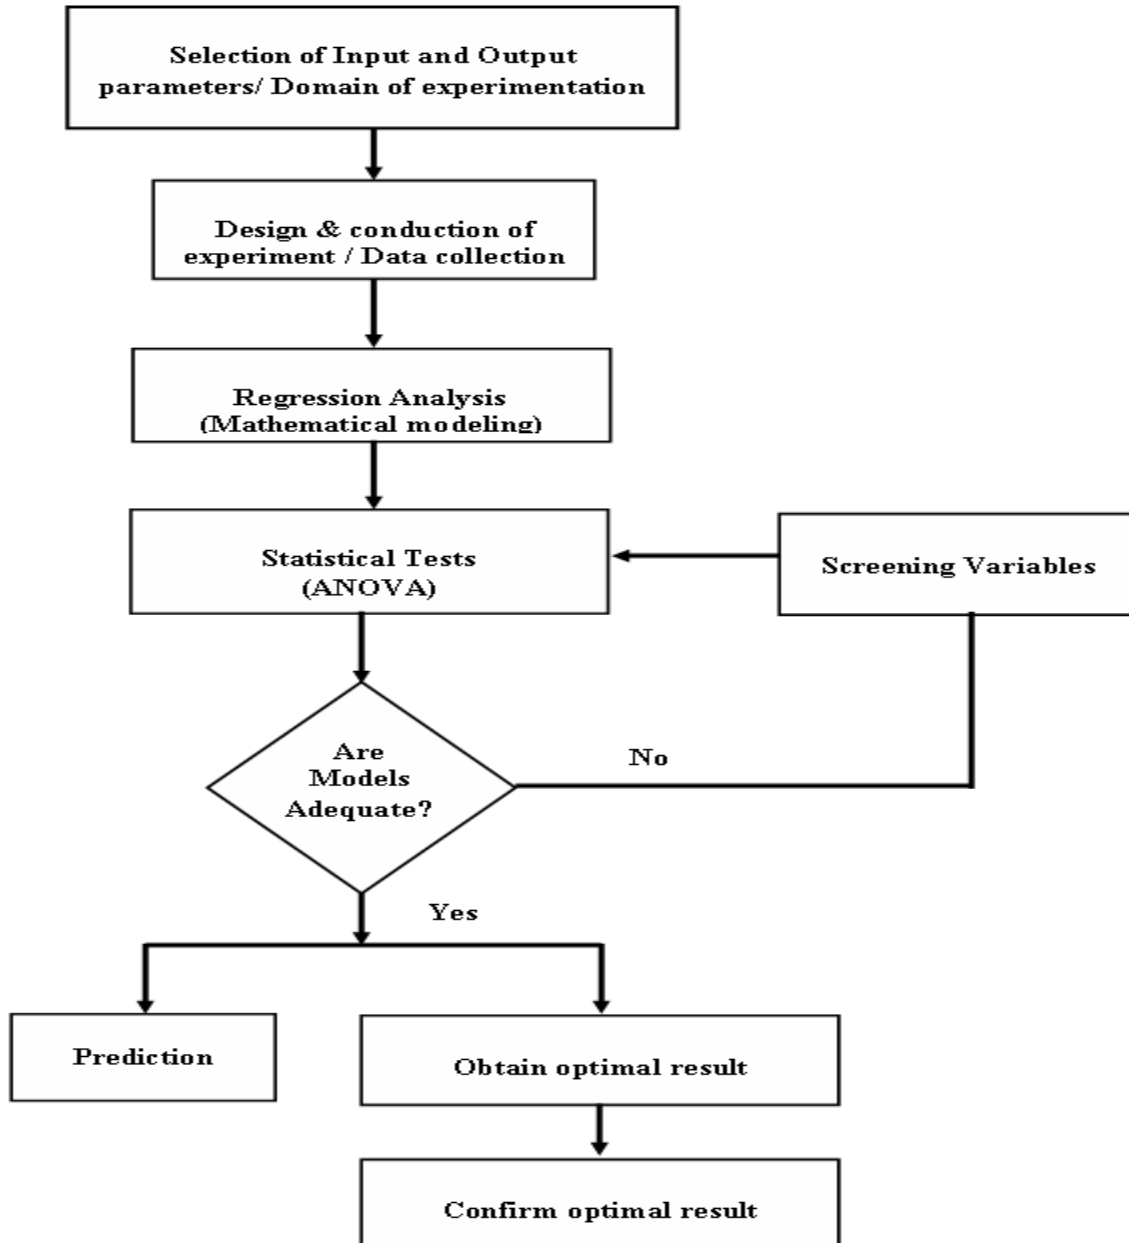 Selection of Input and Output
parameters/ Domain of experimentation
Design & conduction of
experiment / Data collection
Regression Analysis
(Mathematical modeling)
Statistical Tests
(ANOVA)
Screening Variables
Are
Models
Adequate?
No
Yes
Prediction
Obtain optimal result
Confirm optimal result